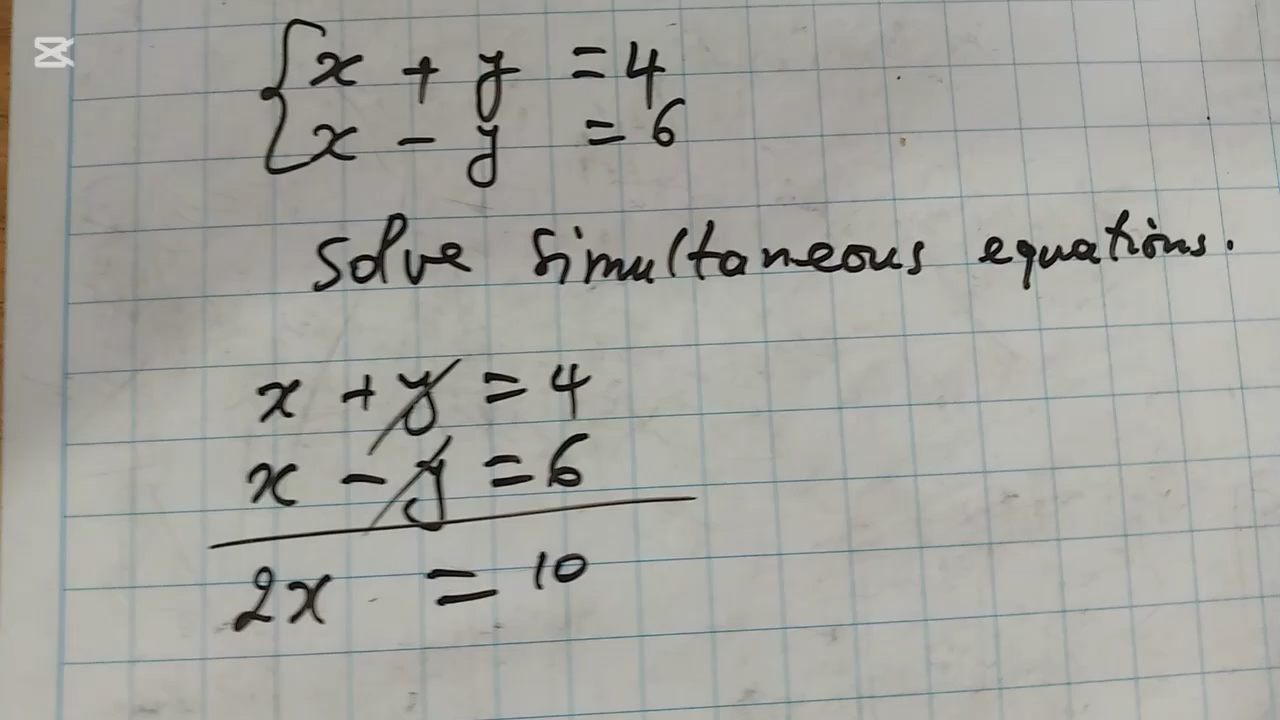 x + y = 4
x - y = 6
Solve simultaneous equations.
x + y = 4
x - y = 6
2x = 10